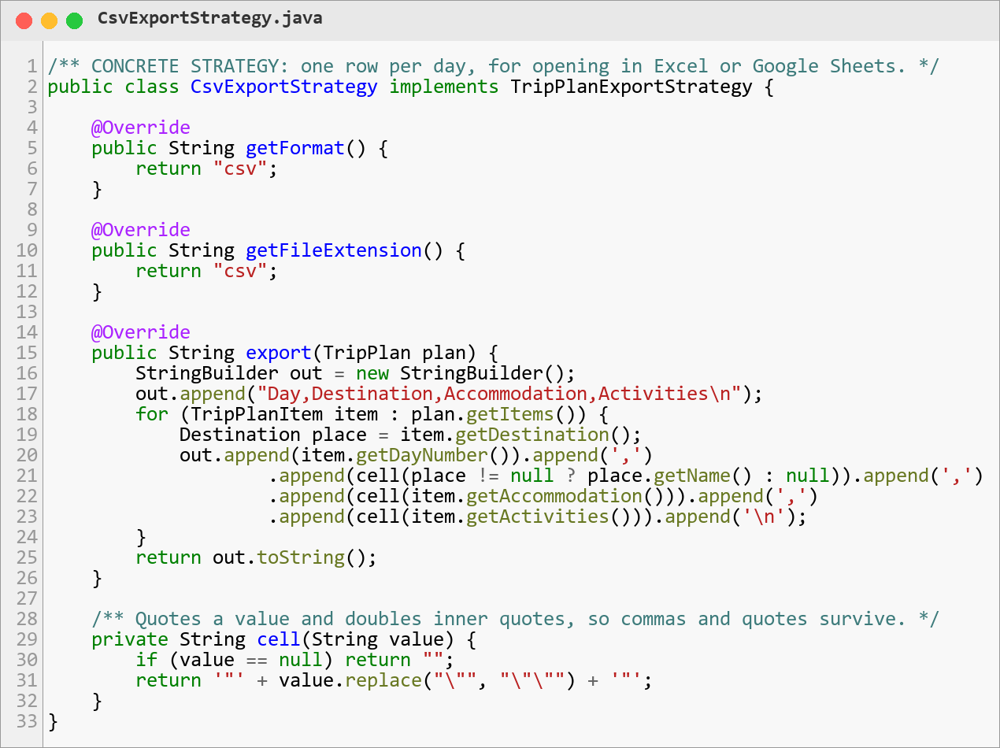 CsvExportStrategy.java
1 /** CONCRETE STRATEGY: one row per day, for opening in Excel or Google Sheets. */
2 public class CsvExportStrategy implements TripPlanExportStrategy {
3
4     @Override
5     public String getFormat() {
6         return "csv";
7     }
8
9     @Override
10     public String getFileExtension() {
11         return "csv";
12     }
13
14     @Override
15     public String export(TripPlan plan) {
16         StringBuilder out = new StringBuilder();
17         out.append("Day,Destination,Accommodation,Activities\n");
18         for (TripPlanItem item : plan.getItems()) {
19             Destination place = item.getDestination();
20             out.append(item.getDayNumber()).append(',')
21                     .append(cell(place != null ? place.getName() : null)).append(',')
22                     .append(cell(item.getAccommodation())).append(',')
23                     .append(cell(item.getActivities())).append('\n');
24         }
25         return out.toString();
26     }
27
28     /** Quotes a value and doubles inner quotes, so commas and quotes survive. */
29     private String cell(String value) {
30         if (value == null) return "";
31         return '"' + value.replace("\"", "\"\"") + '"';
32     }
33 }